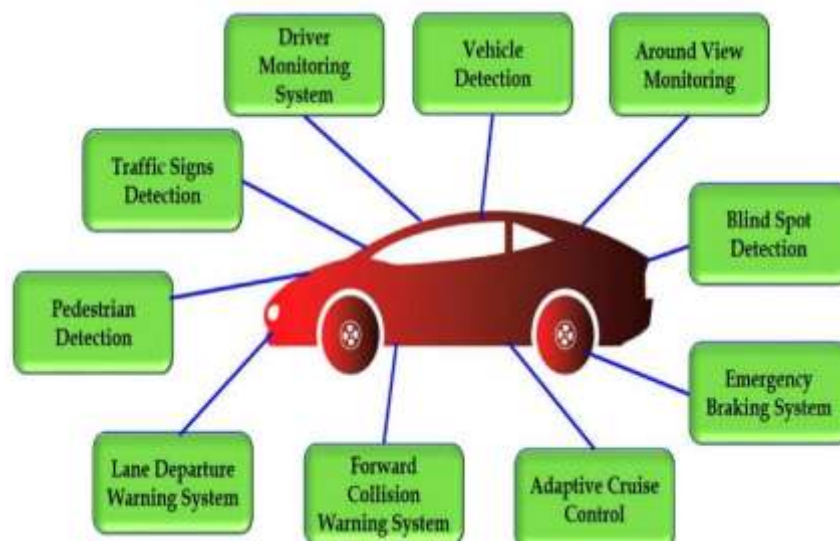 Driver
Monitoring
System
Vehicle
Detection
Around View
Monitoring
Traffic Signs
Detection
Blind Spot
Detection
Pedestrian
Detection
Emergency
Braking System
Lane Departure
Warning System
Forward
Collision
Warning System
Adaptive Cruise
Control